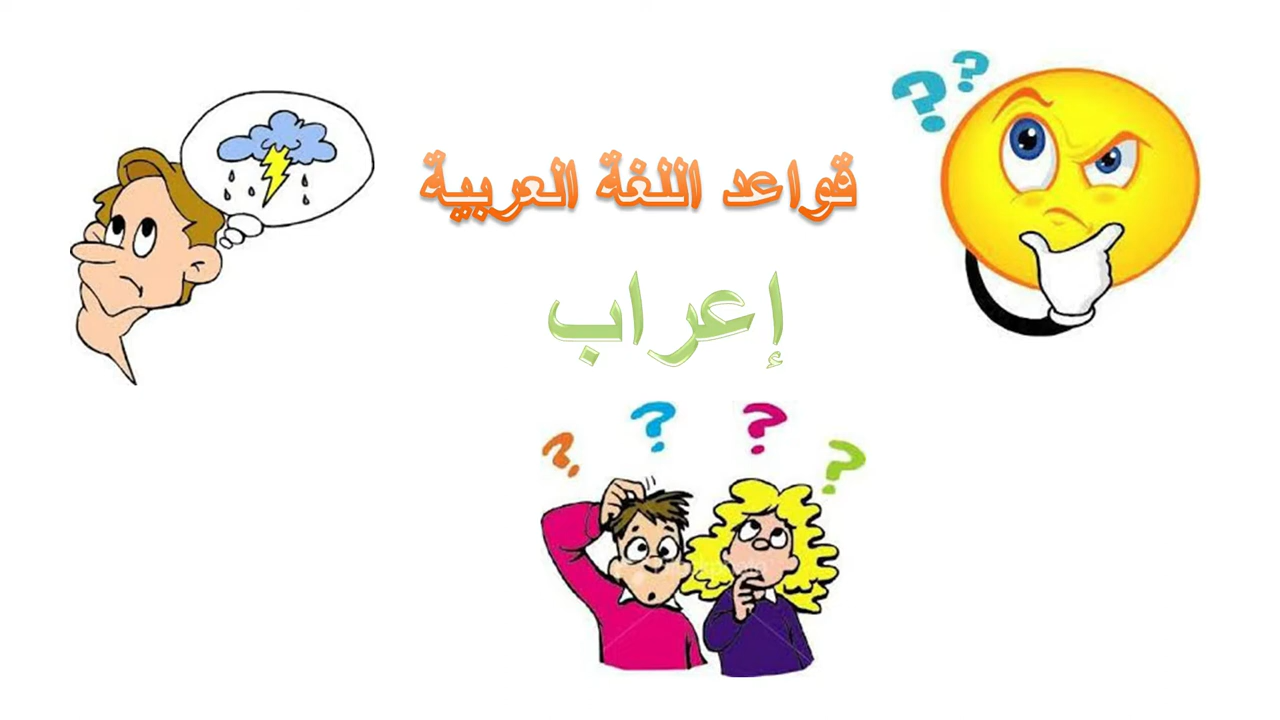 قواعد اللغة العربية
إعراب
? ?
? ? ? ?